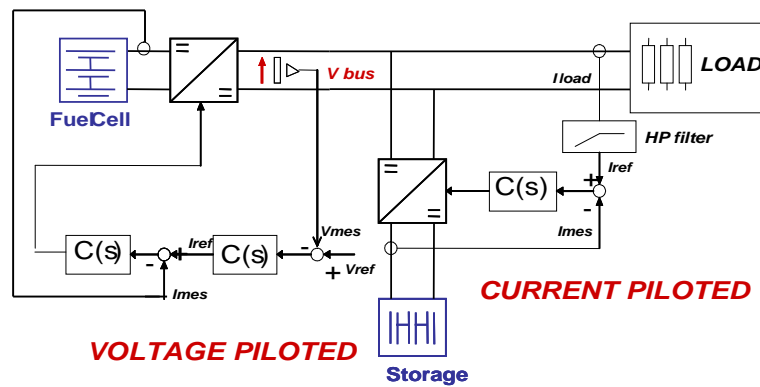 LOAD
I load
V bus
FuelCell
HP filter
Iref
+
C(s)
-
Imes
Vmes
C(s)
Iref
C(s)
-
+
-
+
Vref
Imes
CURRENT PILOTED
VOLTAGE PILOTED
Storage